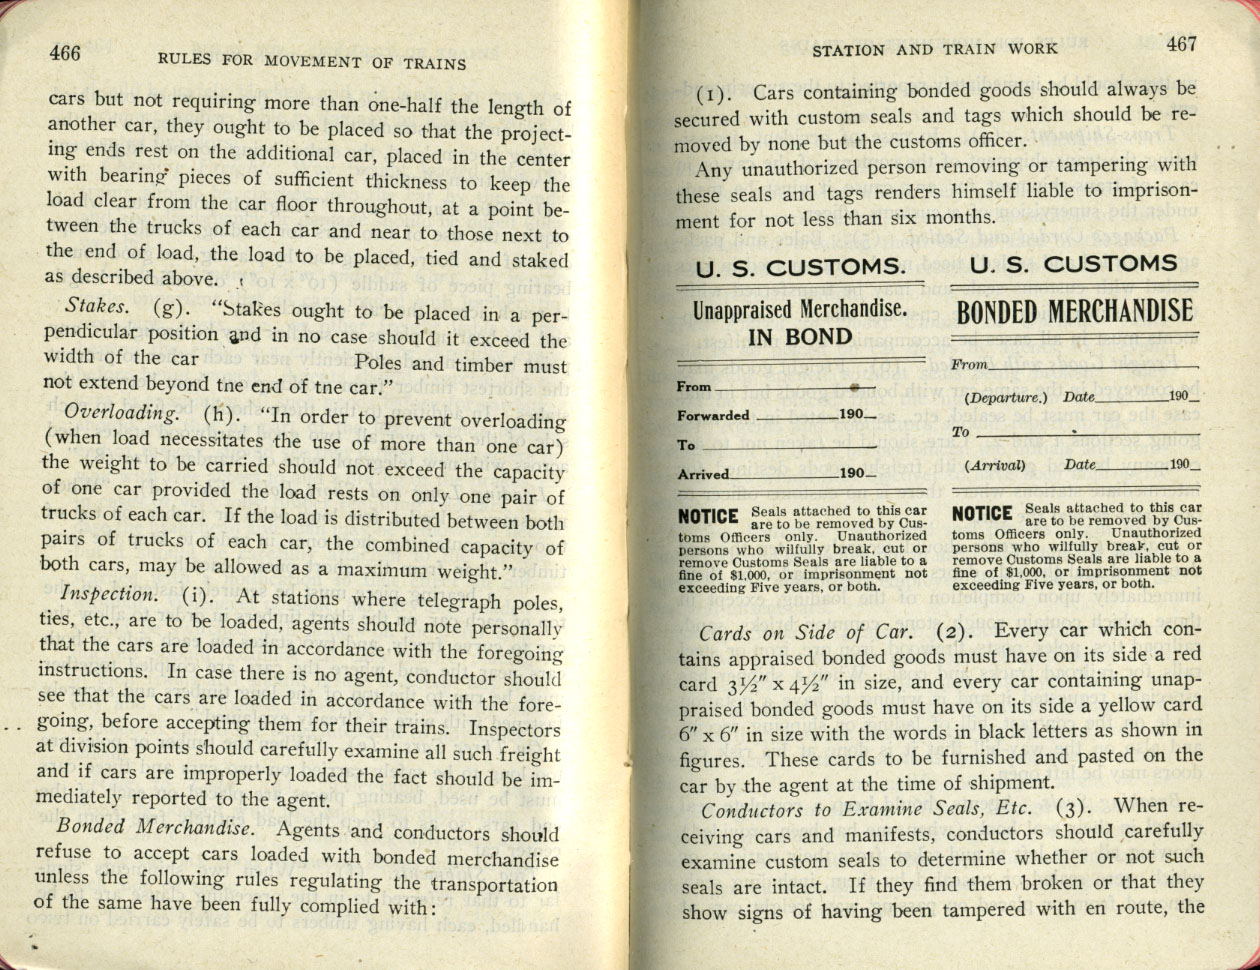 466
RULES FOR MOVEMENT OF TRAINS
cars but not requiring more than one-half the length of
another car, they ought to be placed so that the project-
ing ends rest on the additional car, placed in the center
with bearing pieces of sufficient thickness to keep the
load clear from the car floor throughout, at a point be-
tween the trucks of each car and near to those next to
the end of load, the load to be placed, tied and staked
as described above.
Stakes. (g). "Stakes ought to be placed in a per-
pendicular position and in no case should it exceed the
width of the car Poles and timber must
not extend beyond tne end of tne car."
Overloading. (h). "In order to prevent overloading
(when load necessitates the use of more than one car)
the weight to be carried should not exceed the capacity
of one car provided the load rests on only one pair of
trucks of each car. If the load is distributed between both
pairs of trucks of each car, the combined capacity of
both cars, may be allowed as a maximum weight."
Inspection. (i). At stations where telegraph poles,
ties, etc., are to be loaded, agents should note personally
that the cars are loaded in accordance with the foregoing
instructions. In case there is no agent, conductor should
see that the cars are loaded in accordance with the fore-
going, before accepting them for their trains. Inspectors
at division points should carefully examine all such freight
and if cars are improperly loaded the fact should be im-
mediately reported to the agent.
Bonded Merchandise. Agents and conductors should
refuse to accept cars loaded with bonded merchandise
unless the following rules regulating the transportation
of the same have been fully complied with:
STATION AND TRAIN WORK 467
(1). Cars containing bonded goods should always be
secured with custom seals and tags which should be re-
moved by none but the customs officer.
Any unauthorized person removing or tampering with
these seals and tags renders himself liable to imprison-
ment for not less than six months.
U. S. CUSTOMS.
Unappraised Merchandise.
IN BOND
From
Forwarded 190
To
Arrived 190
NOTICE Seals attached to this car
are to be removed by Cus-
toms Officers only. Unauthorized
persons who wilfully break, cut or
remove Customs Seals are liable to a
fine of $1,000, or imprisonment not
exceeding Five years, or both.
U. S. CUSTOMS
BONDED MERCHANDISE
From
(Departure.) Date 190
To
(Arrival) Date 190
NOTICE Seals attached to this car
are to be removed by Cus-
toms Officers only. Unauthorized
persons who wilfully break, cut or
remove Customs Seals are liable to a
fine of $1,000, or imprisonment not
exceeding Five years, or both.
Cards on Side of Car. (2). Every car which con-
tains appraised bonded goods must have on its side a red
card 3½" x 4½" in size, and every car containing unap-
praised bonded goods must have on its side a yellow card
6" x 6" in size with the words in black letters as shown in
figures. These cards to be furnished and pasted on the
car by the agent at the time of shipment.
Conductors to Examine Seals, Etc. (3). When re-
ceiving cars and manifests, conductors should carefully
examine custom seals to determine whether or not such
seals are intact. If they find them broken or that they
show signs of having been tampered with en route, the